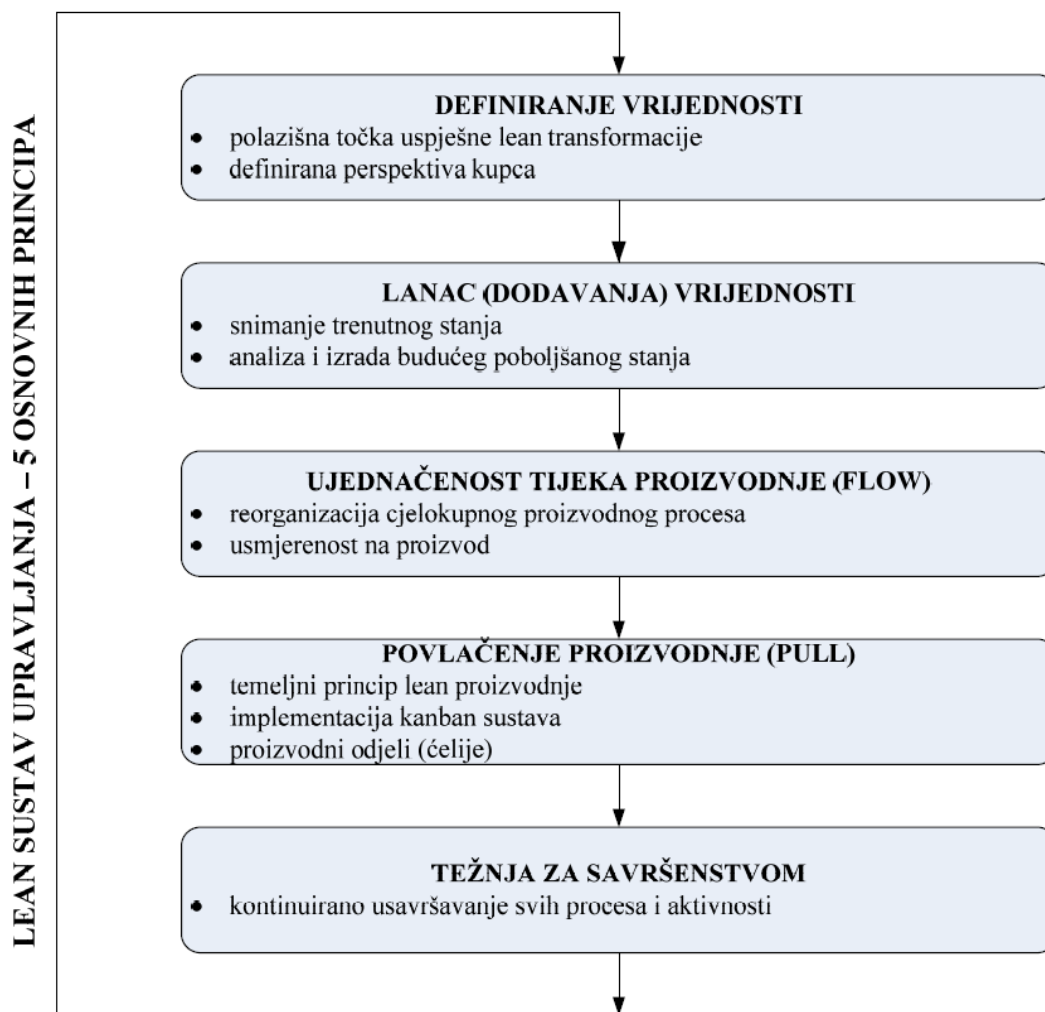 LEAN SUSTAV UPRAVLJANJA – 5 OSNOVNIH PRINCIPA
DEFINIRANJE VRIJEDNOSTI
• polazišna točka uspješne lean transformacije
• definirana perspektiva kupca
LANAC (DODAVANJA) VRIJEDNOSTI
• snimanje trenutnog stanja
• analiza i izrada budućeg poboljšanog stanja
UJEDNAČENOST TIJEKA PROIZVODNJE (FLOW)
• reorganizacija cjelokupnog proizvodnog procesa
• usmjerenost na proizvod
POVLAČENJE PROIZVODNJE (PULL)
• temeljni princip lean proizvodnje
• implementacija kanban sustava
• proizvodni odjeli (ćelije)
TEŽNJA ZA SAVRŠENSTVOM
• kontinuirano usavršavanje svih procesa i aktivnosti